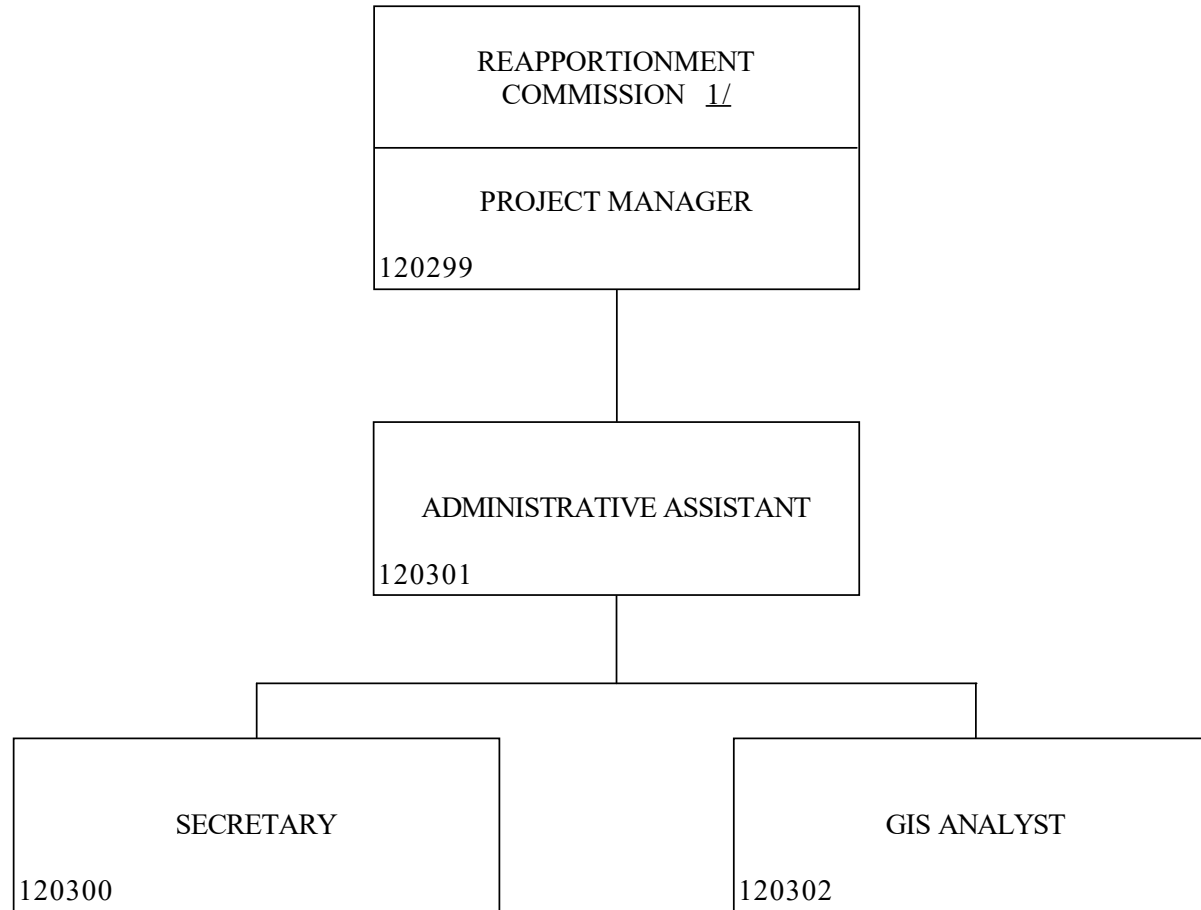 REAPPORTIONMENT
COMMISSION 1/
PROJECT MANAGER
120299
ADMINISTRATIVE ASSISTANT
120301
SECRETARY
120300
GIS ANALYST
120302